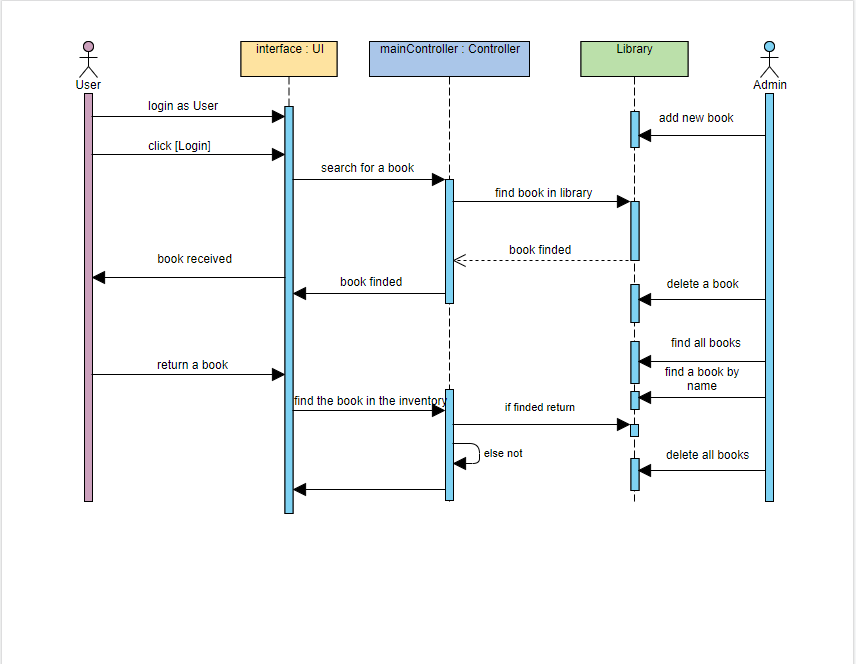 interface : UI
mainController : Controller
Library
User
Admin
login as User
add new book
click [Login]
search for a book
find book in library
book finded
book received
book finded
delete a book
find all books
return a book
find a book by
name
find the book in the inventory
if finded return
else not
delete all books